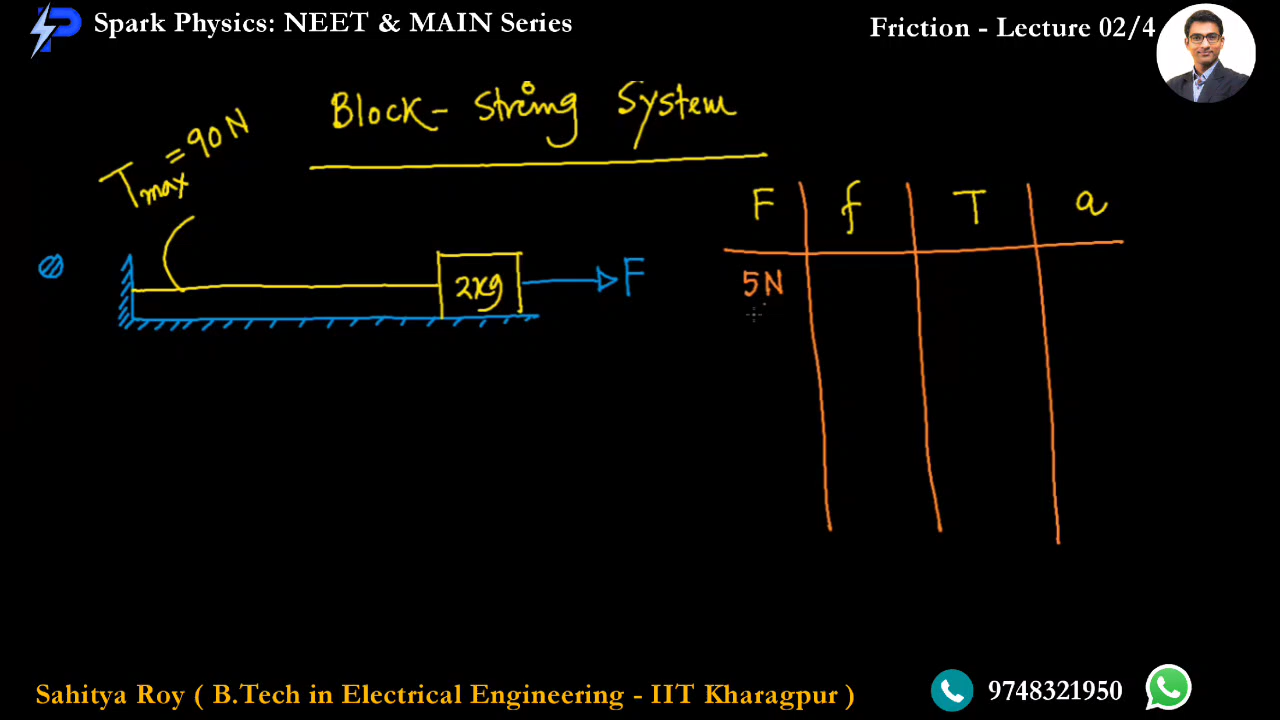 Spark Physics: NEET & MAIN Series
Friction - Lecture 02/4
Block - String System
Tmax = 90 N
F f T a
2kg
F
5N
Sahitya Roy ( B.Tech in Electrical Engineering - IIT Kharagpur )
9748321950